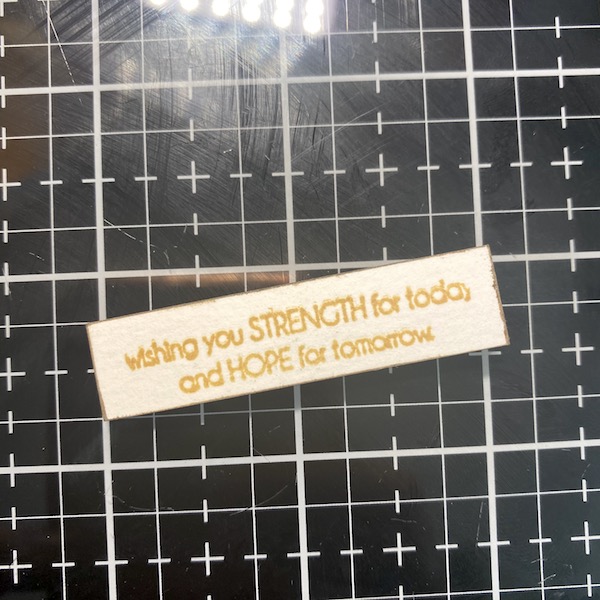 wishing you STRENGTH for today
and HOPE for tomorrow.